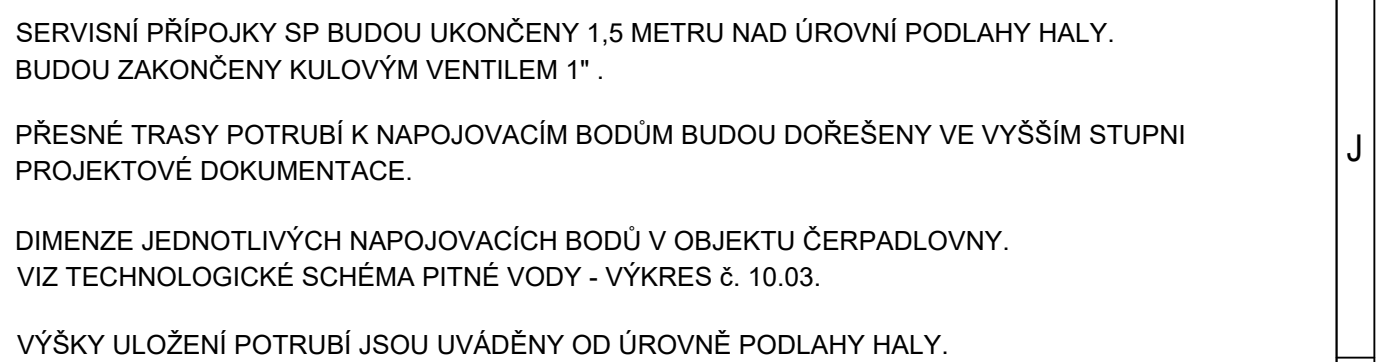 SERVISNÍ PŘÍPOJKY SP BUDOU UKONČENY 1,5 METRU NAD ÚROVNÍ PODLAHY HALY.
BUDOU ZAKONČENY KULOVÝM VENTILEM 1" .
PŘESNÉ TRASY POTRUBÍ K NAPOJOVACÍM BODŮM BUDOU DOŘEŠENY VE VYŠŠÍM STUPNI
PROJEKTOVÉ DOKUMENTACE.
J
DIMENZE JEDNOTLIVÝCH NAPOJOVACÍCH BODŮ V OBJEKTU ČERPADLOVNY.
VIZ TECHNOLOGICKÉ SCHÉMA PITNÉ VODY - VÝKRES č. 10.03.
VÝŠKY ULOŽENÍ POTRUBÍ JSOU UVÁDĚNY OD ÚROVNĚ PODLAHY HALY.